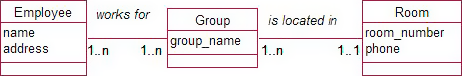 Employee
name
address
works for
1..n
1..n
Group
group_name
is located in
1..n
1..1
Room
room_number
phone